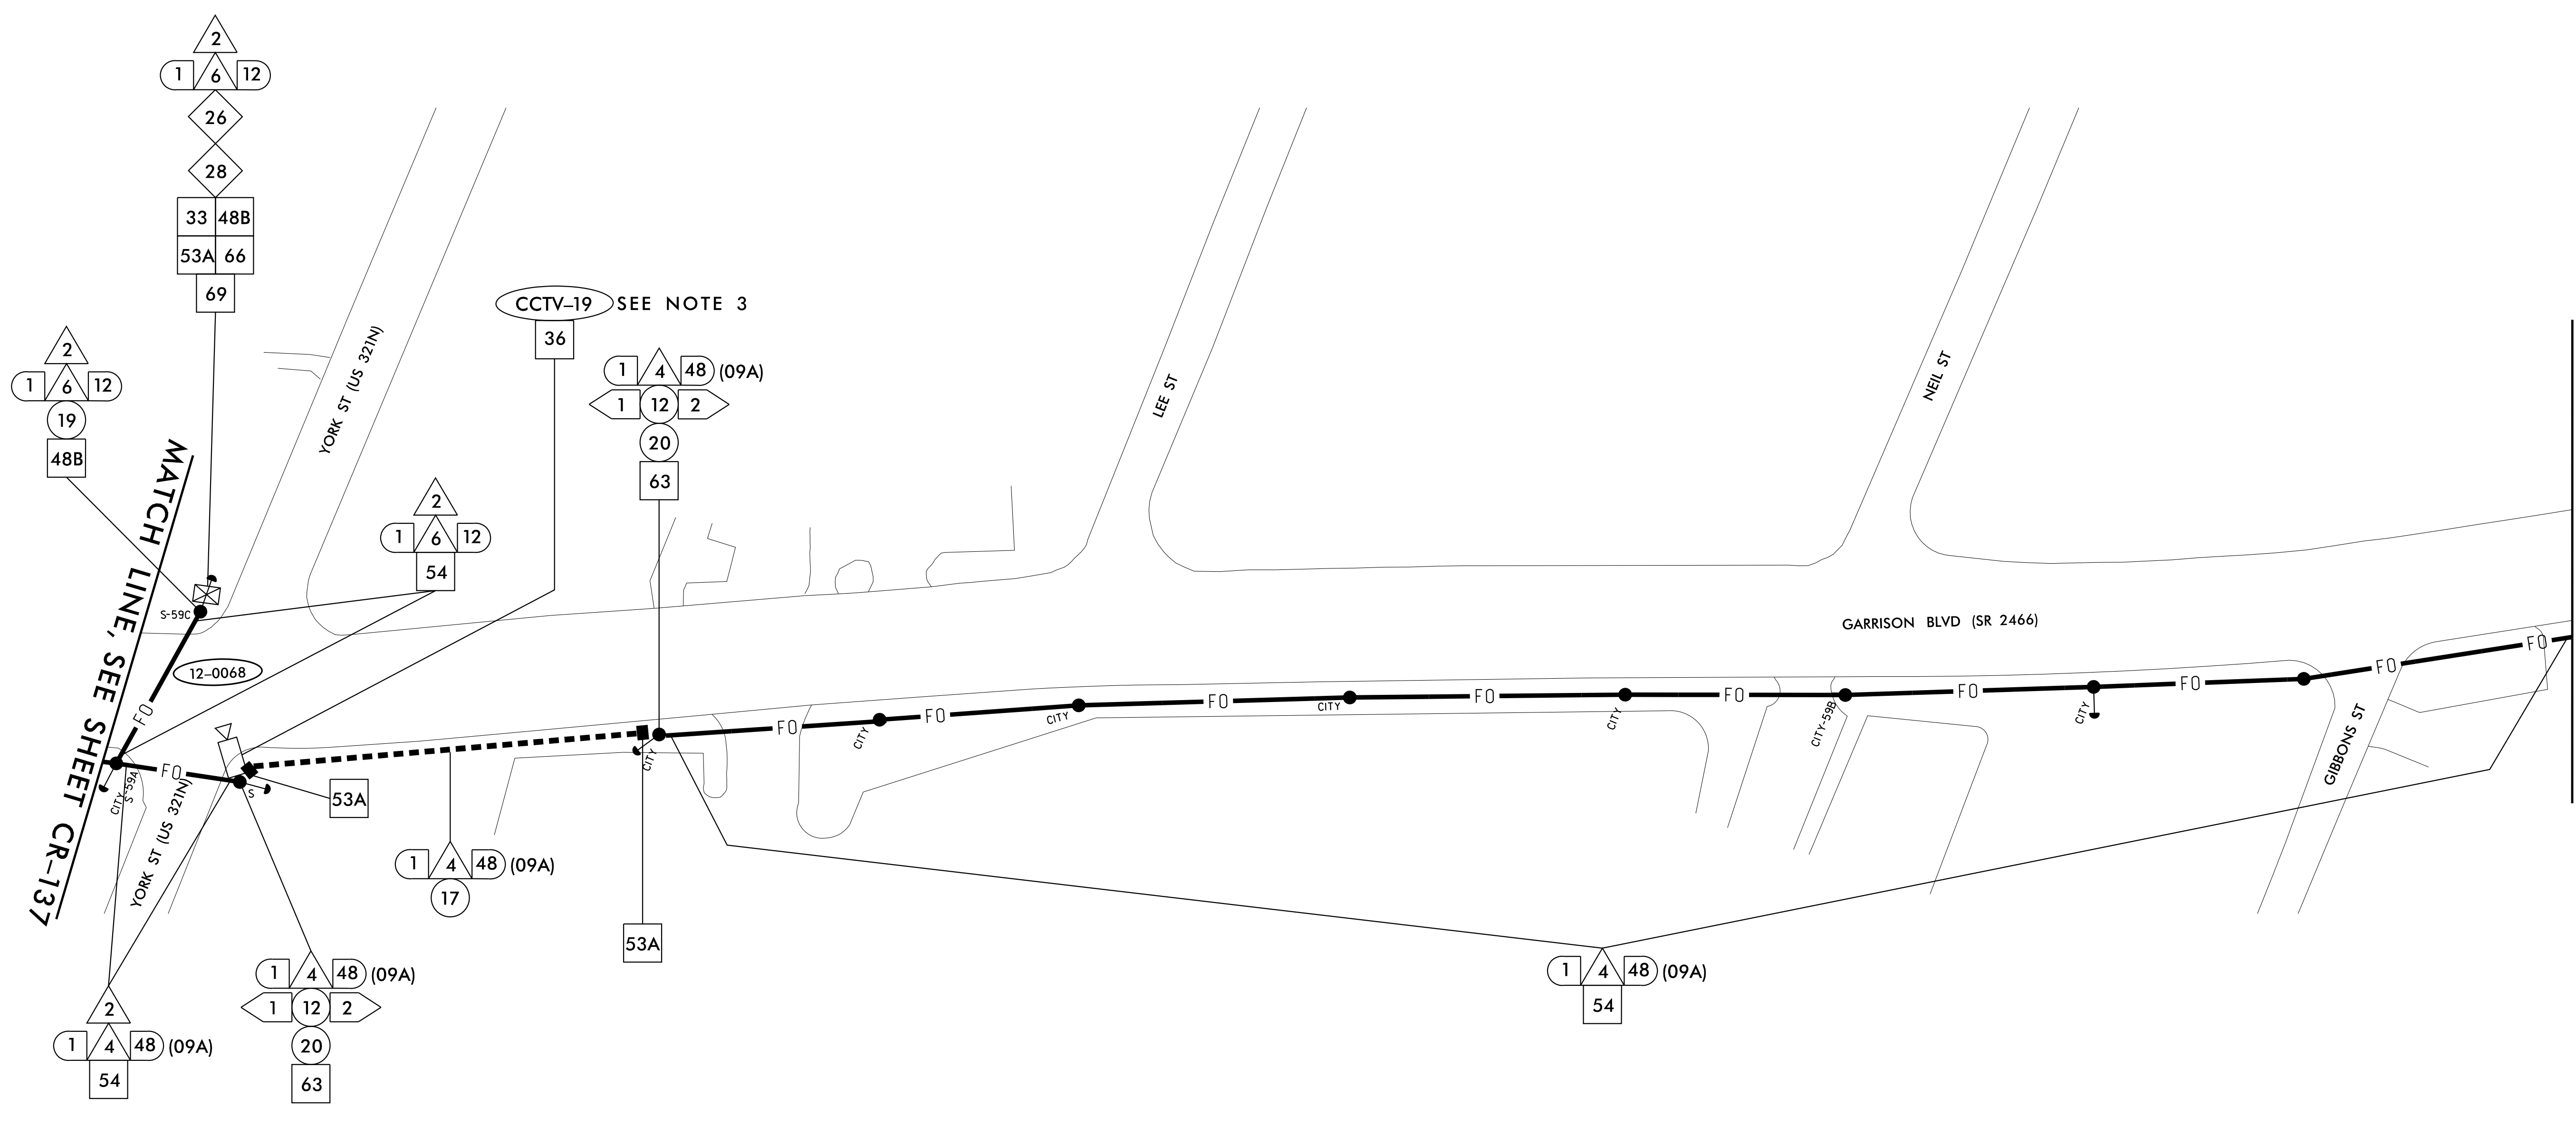 2
1 6 12
26
28
33 48B
53A 66
69
2
1 6 12
19
48B
YORK ST (US 321N)
CCTV-19 SEE NOTE 3
36
1 4 48 (09A)
1 12 2
20
63
2
1 6 12
54
LEE ST
NEIL ST
MATCH LINE, SEE SHEET CR-137
S-59C
12-0068
GARRISON BLVD (SR 2466)
FO
FO
FO
FO
FO
FO
FO
FO
FO
FO
FO
CITY
CITY
CITY
CITY
CITY
CITY-59B
CITY
CITY
S-59A
S
YORK ST (US 321N)
GIBBONS ST
53A
1 4 48 (09A)
17
53A
2
1 4 48 (09A)
54
1 4 48 (09A)
1 12 2
20
63
1 4 48 (09A)
54